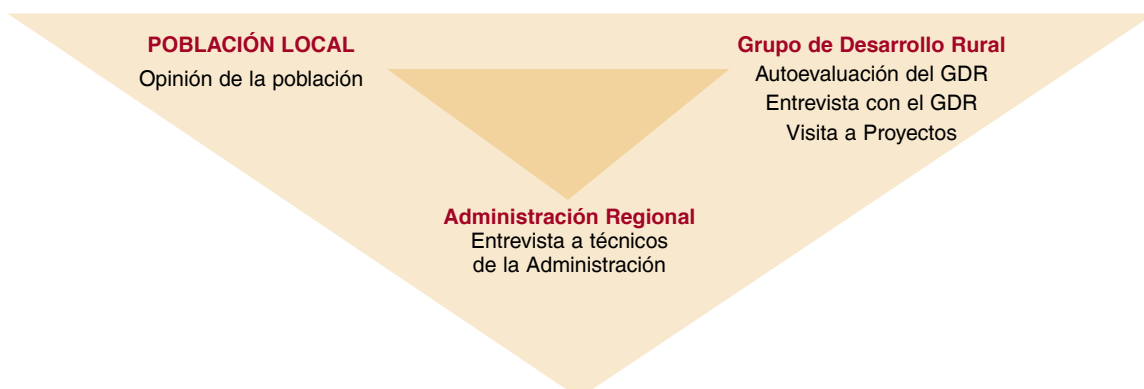 POBLACIÓN LOCAL
Opinión de la población
Grupo de Desarrollo Rural
Autoevaluación del GDR
Entrevista con el GDR
Visita a Proyectos
Administración Regional
Entrevista a técnicos
de la Administración